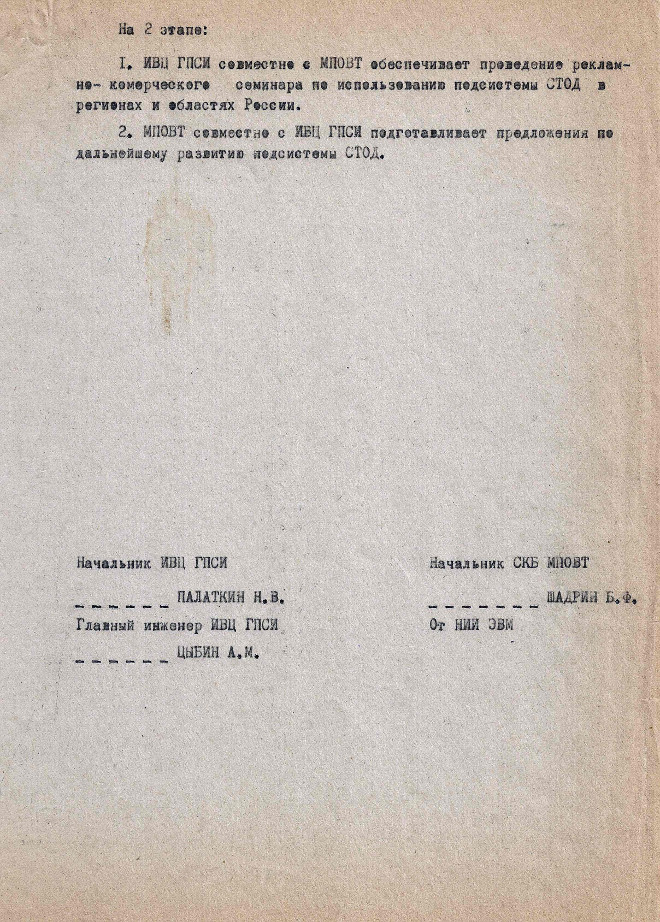 На 2 этапе:
1. ИВЦ ГПСИ совместно с МПОВТ обеспечивает проведение реклам-
но- комерческого семинара по использованию подсистемы СТОД в
регионах и областях России.
2. МПОВТ совместно с ИВЦ ГПСИ подготавливает предложения по
дальнейшему развитию подсистемы СТОД.
Начальник ИВЦ ГПСИ Начальник СКБ МПОВТ
_ _ _ _ _ _ ПАЛАТКИН Н.В. _ _ _ _ _ _ _ ШАДРИН Б.Ф.
Главный инженер ИВЦ ГПСИ От НИИ ЭВМ
_ _ _ _ _ _ ЦЫБИН А.М.